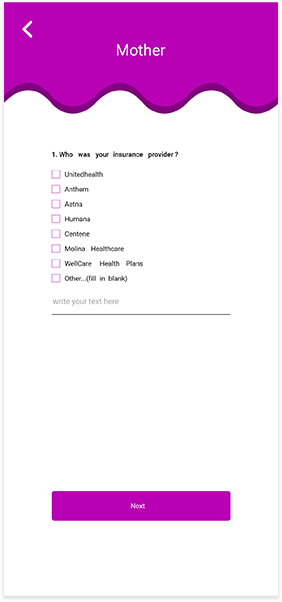 Mother
1. Who was your insurance provider?
Unitedhealth
Anthem
Aetna
Humana
Centene
Molina Healthcare
WellCare Health Plans
Other...(fill in blank)
write your text here
Next